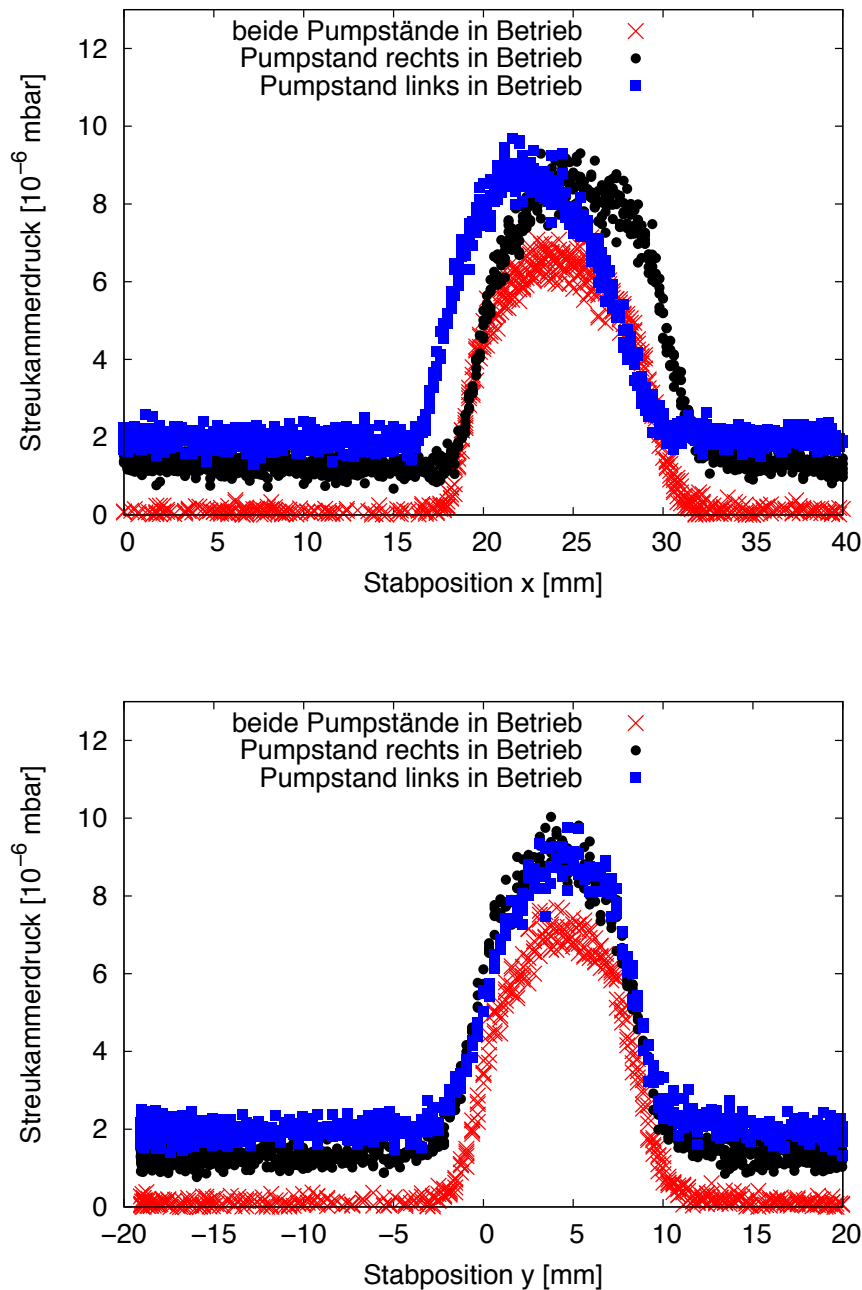 12
10
8
6
4
2
0
Streukammerdruck [10⁻⁶ mbar]
beide Pumpstände in Betrieb
Pumpstand rechts in Betrieb
Pumpstand links in Betrieb
0 5 10 15 20 25 30 35 40
Stabposition x [mm]
12
10
8
6
4
2
0
Streukammerdruck [10⁻⁶ mbar]
beide Pumpstände in Betrieb
Pumpstand rechts in Betrieb
Pumpstand links in Betrieb
−20 −15 −10 −5 0 5 10 15 20
Stabposition y [mm]